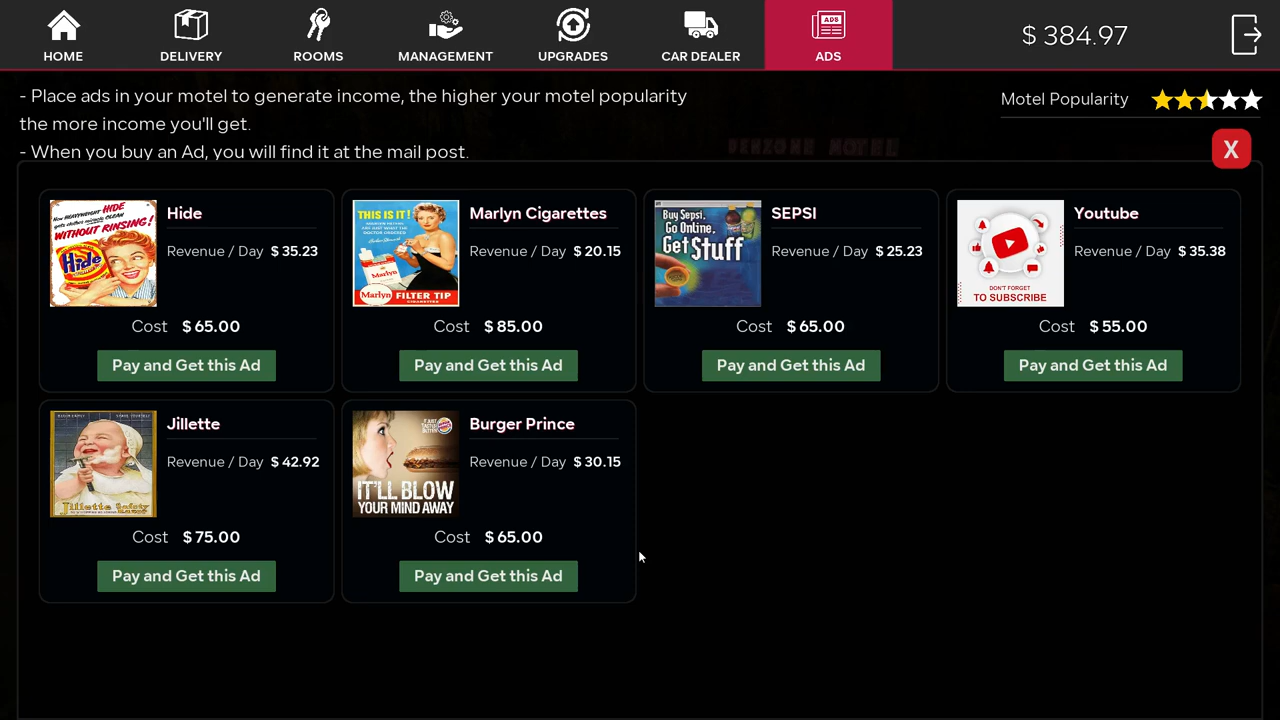 HOME
DELIVERY
ROOMS
MANAGEMENT
UPGRADES
CAR DEALER
ADS
ADS
$ 384.97
- Place ads in your motel to generate income, the higher your motel popularity
the more income you'll get.
- When you buy an Ad, you will find it at the mail post.
Motel Popularity
MOTEL
X
HIDE
WITHOUT RINSING!
Hide
Hide
Revenue / Day $ 35.23
Cost $ 65.00
Pay and Get this Ad
THIS IS IT!
Marlyn
Marlyn FILTER TIP
CIGARETTES
Marlyn Cigarettes
Revenue / Day $ 20.15
Cost $ 85.00
Pay and Get this Ad
Buy Sepsi.
Go Online.
Get Stuff
SEPSI
Revenue / Day $ 25.23
Cost $ 65.00
Pay and Get this Ad
DON'T FORGET
TO SUBSCRIBE
Youtube
Revenue / Day $ 35.38
Cost $ 55.00
Pay and Get this Ad
Jillette Safety
Jillette
Revenue / Day $ 42.92
Cost $ 75.00
Pay and Get this Ad
IT'LL BLOW
YOUR MIND AWAY
Burger Prince
Revenue / Day $ 30.15
Cost $ 65.00
Pay and Get this Ad